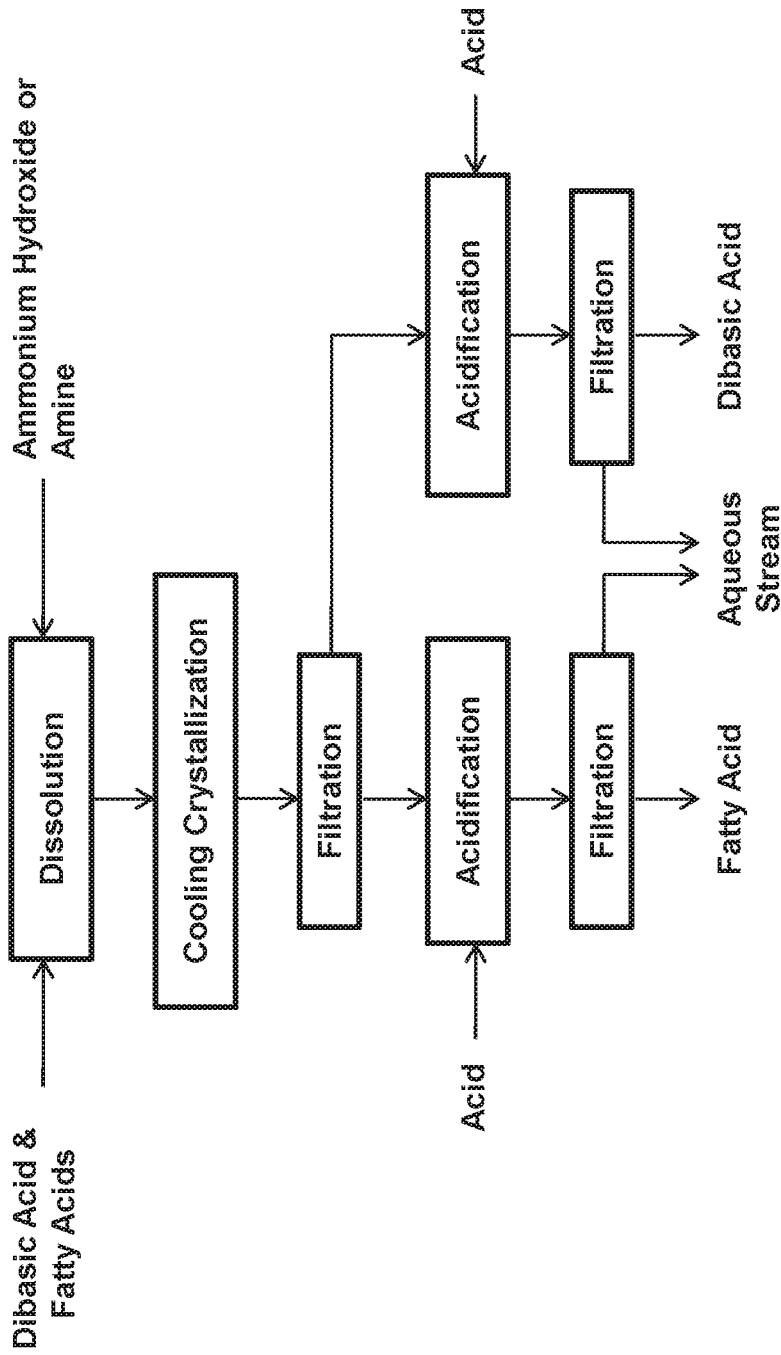 Dibasic Acid &
Fatty Acids
Ammonium Hydroxide or
Amine
Dissolution
Cooling Crystallization
Filtration
Acid
Acidification
Acidification
Acid
Filtration
Filtration
Fatty Acid
Aqueous
Stream
Dibasic Acid